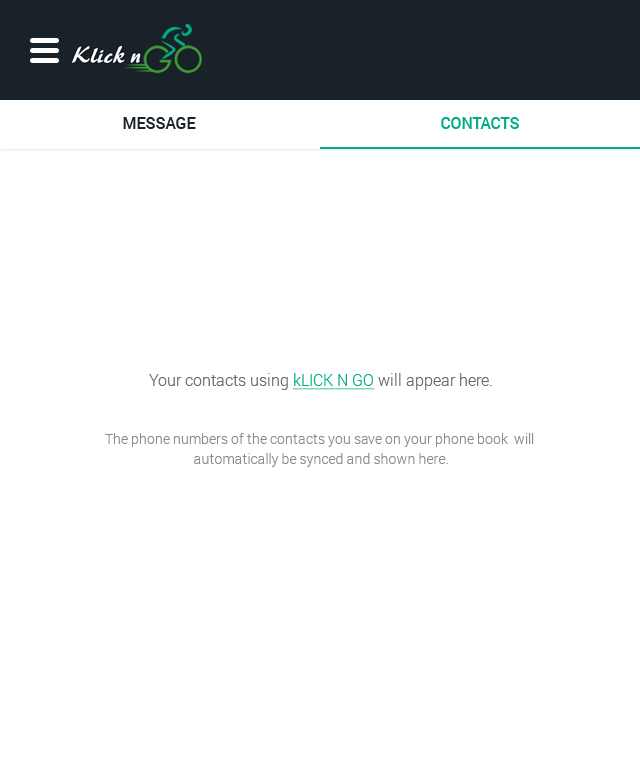 Klick n GO
MESSAGE
CONTACTS
Your contacts using kLICK N GO will appear here.
The phone numbers of the contacts you save on your phone book  will
automatically be synced and shown here.